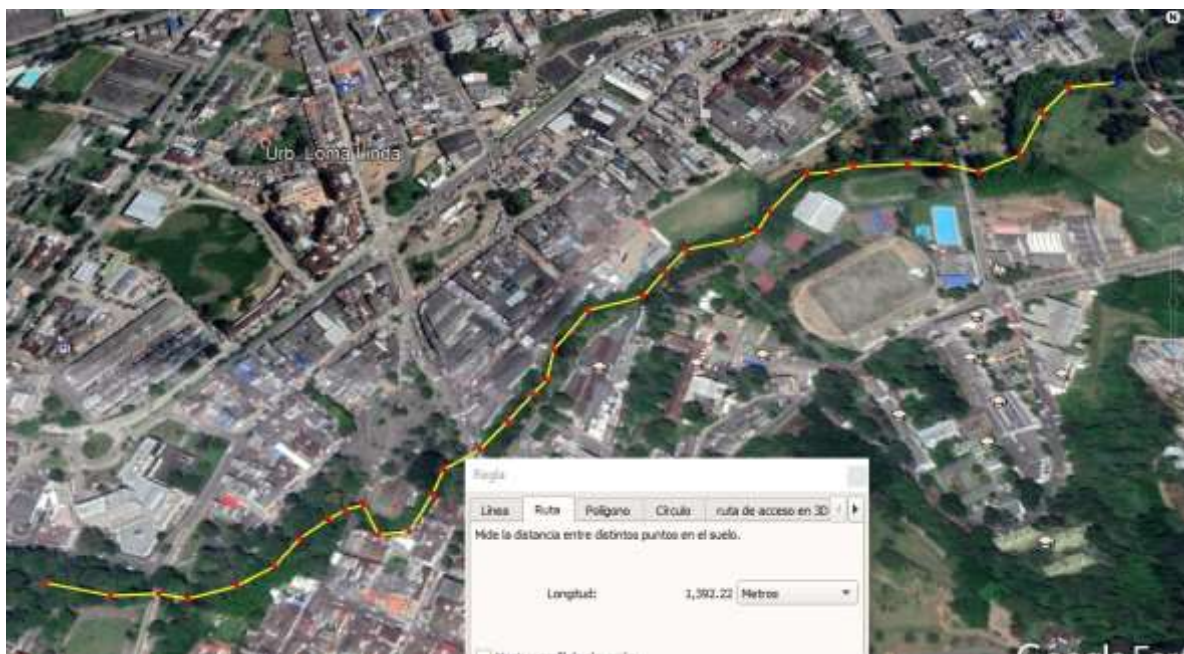 N
Urb. Loma Linda
Regla
Línea Ruta Polígono Círculo ruta de acceso en 3D
Mide la distancia entre distintos puntos en el suelo.
Longitud: 1,392.22 Metros